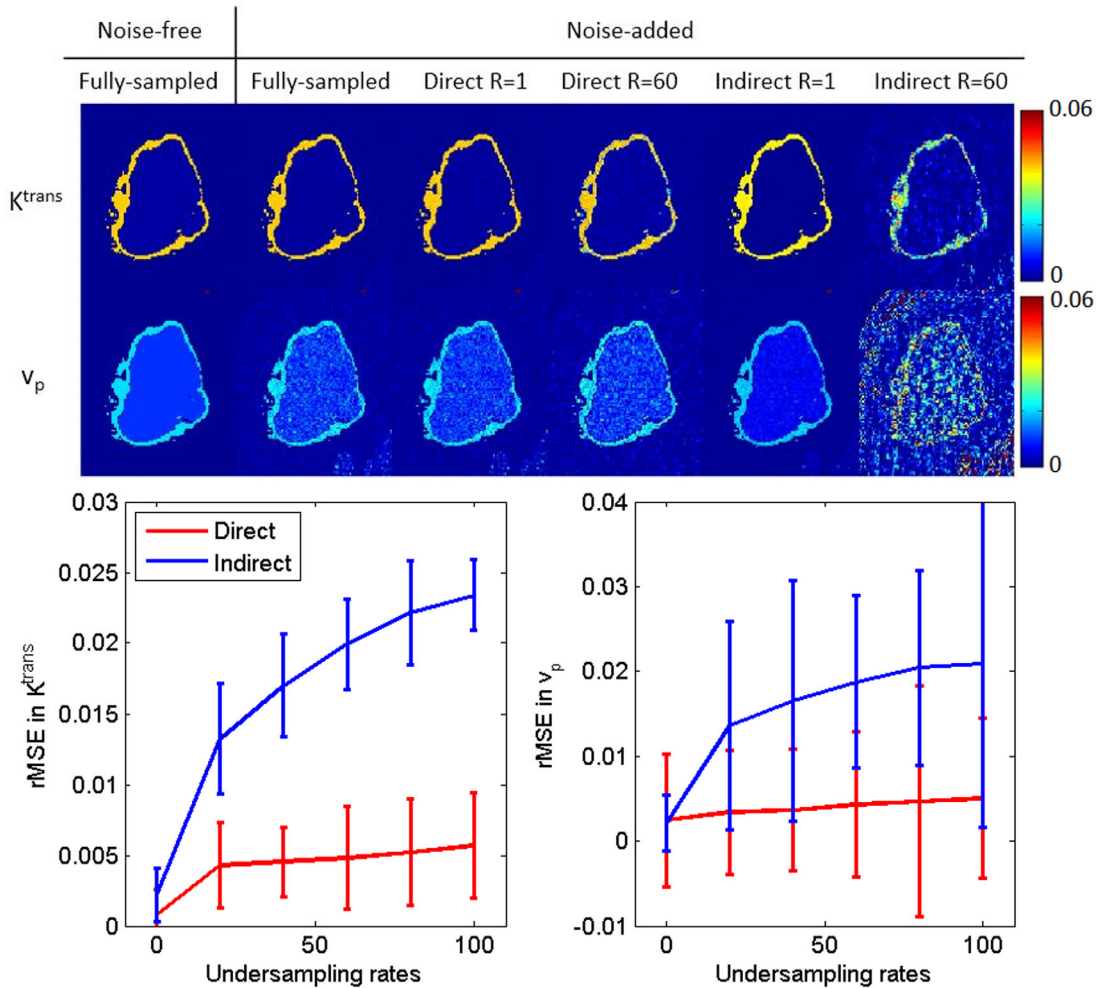 Noise-free Noise-added
Fully-sampled Fully-sampled Direct R=1 Direct R=60 Indirect R=1 Indirect R=60
0.06
K^trans
0
0.06
v_p
0
0.03
0.025
0.02
0.015
0.01
0.005
0
rMSE in K^trans
Direct
Indirect
0 50 100
Undersampling rates
0.04
0.03
0.02
0.01
0
-0.01
rMSE in v_p
0 50 100
Undersampling rates